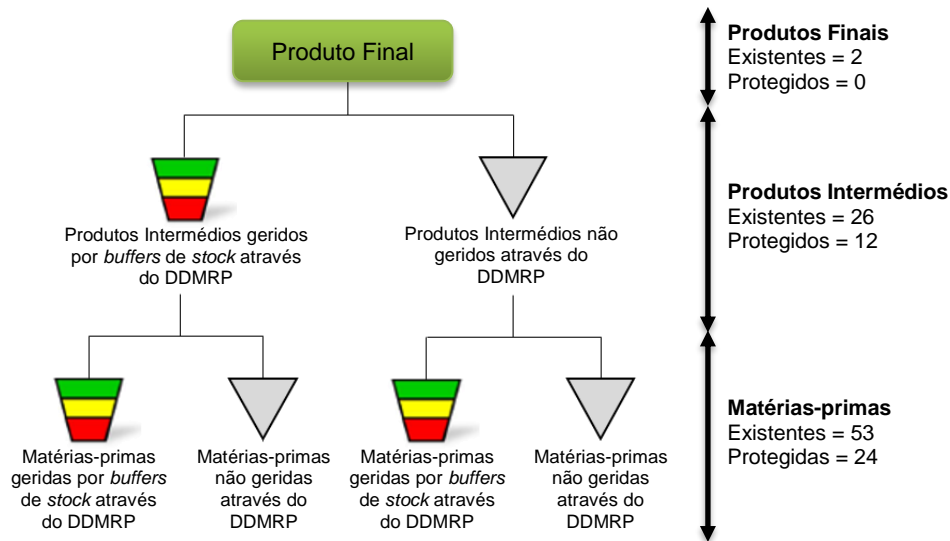 Produto Final
Produtos Finais
Existentes = 2
Protegidos = 0
Produtos Intermédios geridos
por buffers de stock através
do DDMRP
Produtos Intermédios não
geridos através do
DDMRP
Produtos Intermédios
Existentes = 26
Protegidos = 12
Matérias-primas
geridas por buffers
de stock através
do DDMRP
Matérias-primas
não geridas
através do
DDMRP
Matérias-primas
geridas por buffers
de stock através
do DDMRP
Matérias-primas
não geridas
através do
DDMRP
Matérias-primas
Existentes = 53
Protegidas = 24